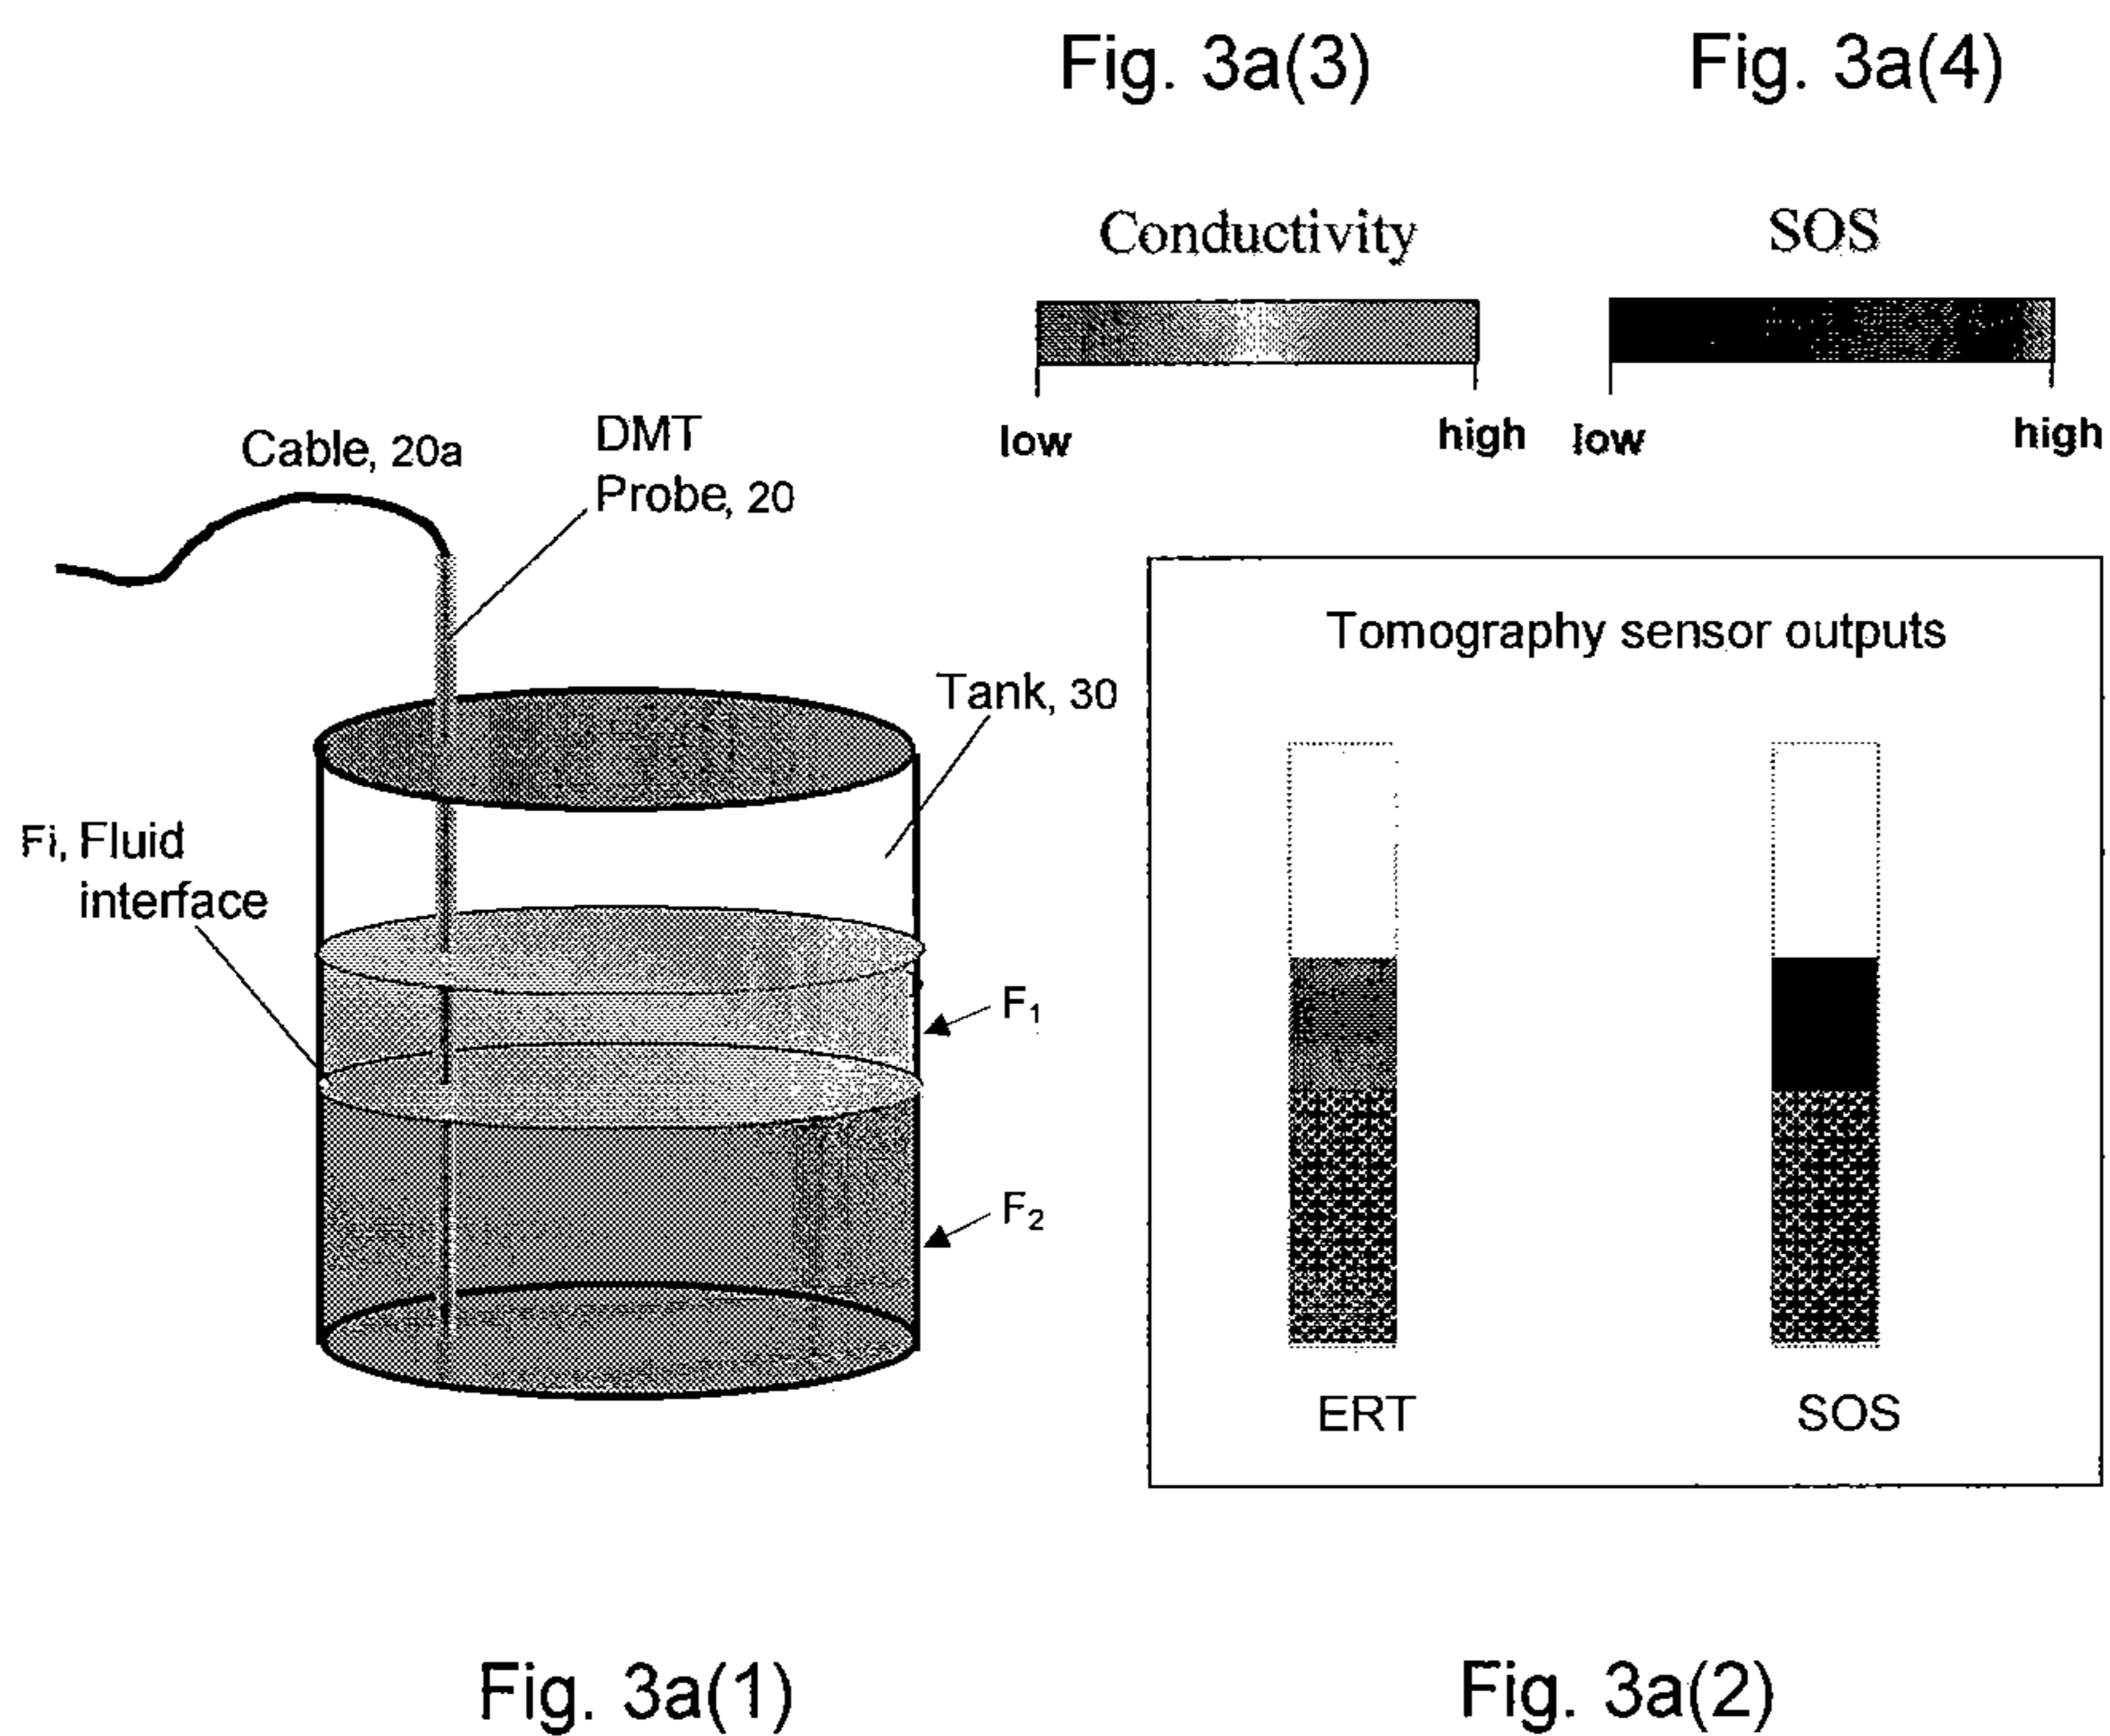 Fig. 3a(3)
Fig. 3a(4)
Conductivity
SOS
low
high
low
high
Cable, 20a
DMT
Probe, 20
Tank, 30
Fi, Fluid
interface
F₁
F₂
Tomography sensor outputs
ERT
SOS
Fig. 3a(1)
Fig. 3a(2)